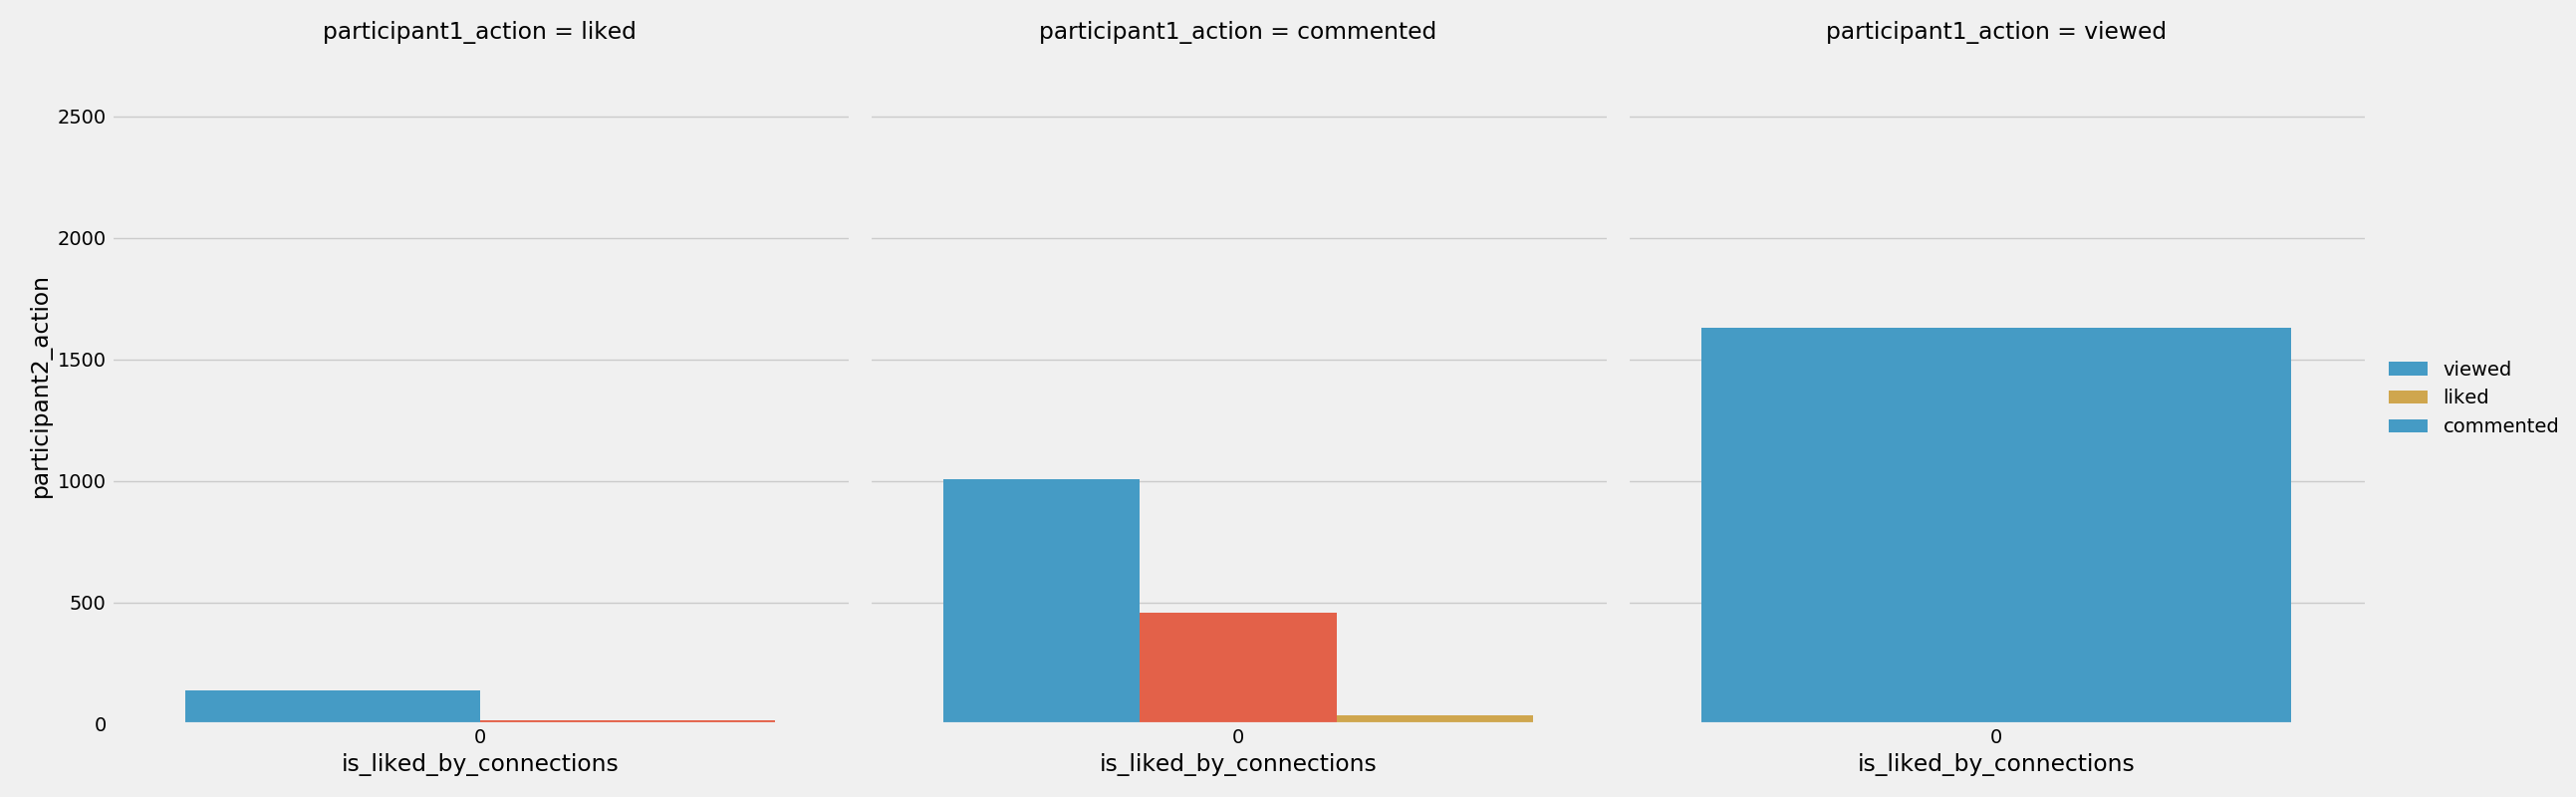 participant1_action = liked
participant1_action = commented
participant1_action = viewed
participant2_action
2500
2000
1500
1000
500
0
0
0
0
is_liked_by_connections
is_liked_by_connections
is_liked_by_connections
viewed
liked
commented